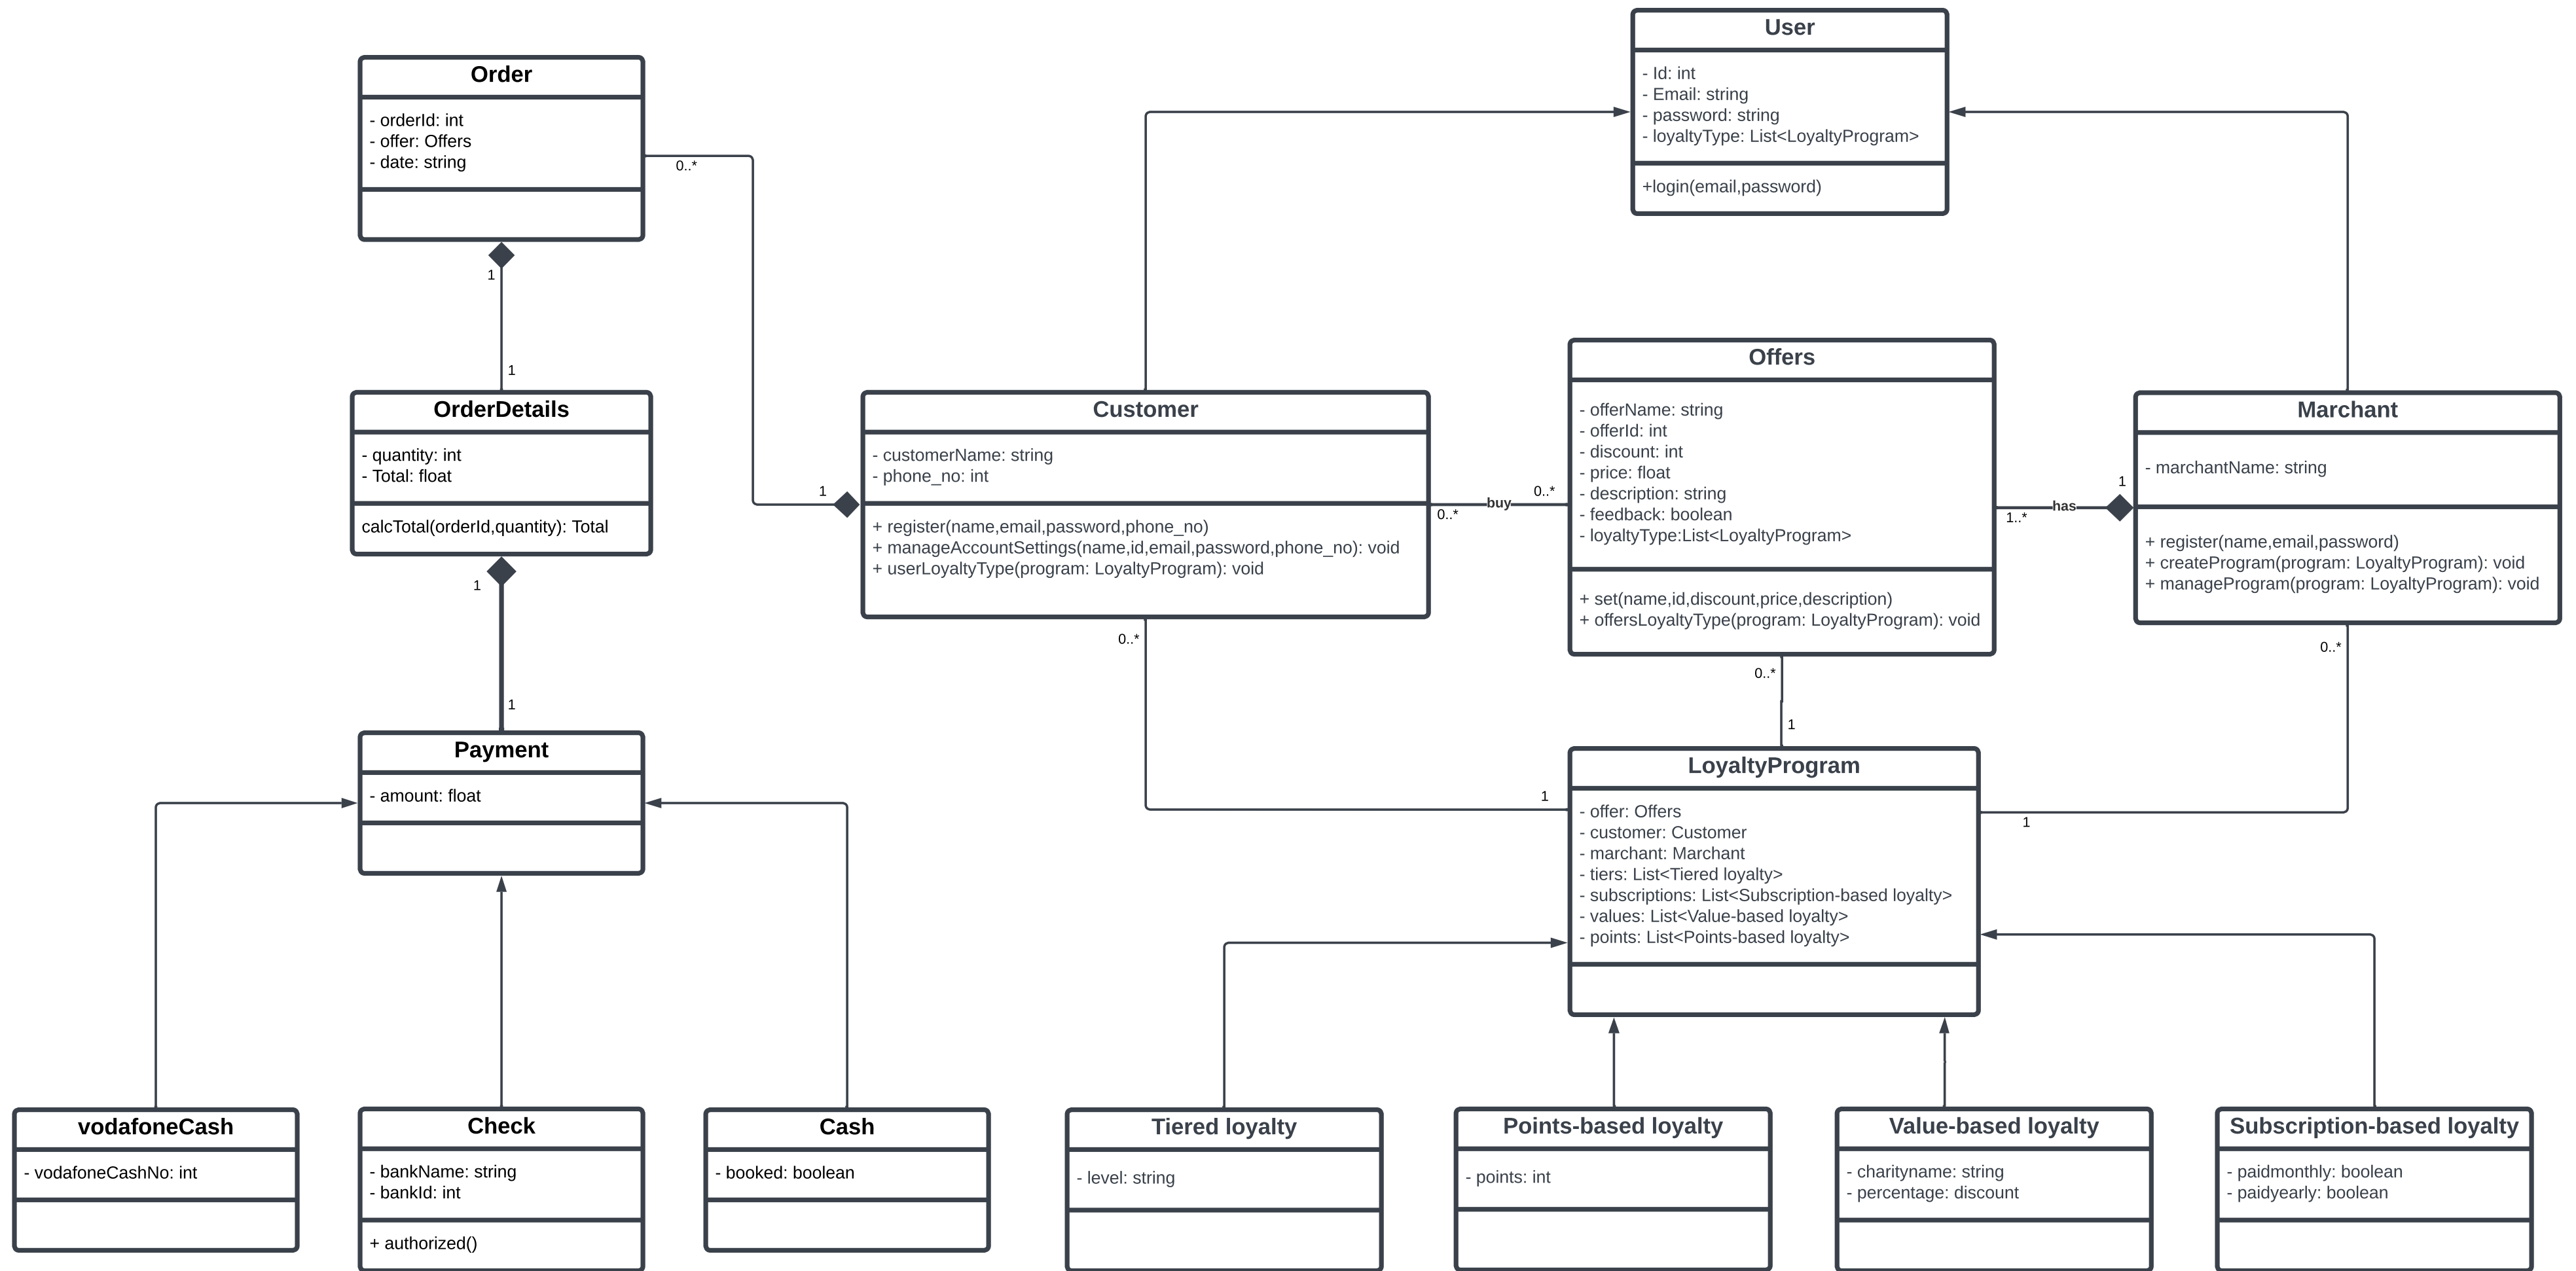 User
- Id: int
- Email: string
- password: string
- loyaltyType: List<LoyaltyProgram>
+login(email,password)
Order
- orderId: int
- offer: Offers
- date: string
0..*
1
1
OrderDetails
- quantity: int
- Total: float
calcTotal(orderId,quantity): Total
1
1
1
Customer
- customerName: string
- phone_no: int
+ register(name,email,password,phone_no)
+ manageAccountSettings(name,id,email,password,phone_no): void
+ userLoyaltyType(program: LoyaltyProgram): void
0..*
buy
0..*
Offers
- offerName: string
- offerId: int
- discount: int
- price: float
- description: string
- feedback: boolean
- loyaltyType:List<LoyaltyProgram>
+ set(name,id,discount,price,description)
+ offersLoyaltyType(program: LoyaltyProgram): void
1..*
has
1
Marchant
- marchantName: string
+ register(name,email,password)
+ createProgram(program: LoyaltyProgram): void
+ manageProgram(program: LoyaltyProgram): void
0..*
0..*
0..*
1
1
1
Payment
- amount: float
LoyaltyProgram
- offer: Offers
- customer: Customer
- marchant: Marchant
- tiers: List<Tiered loyalty>
- subscriptions: List<Subscription-based loyalty>
- values: List<Value-based loyalty>
- points: List<Points-based loyalty>
vodafoneCash
- vodafoneCashNo: int
Check
- bankName: string
- bankId: int
+ authorized()
Cash
- booked: boolean
Tiered loyalty
- level: string
Points-based loyalty
- points: int
Value-based loyalty
- charityname: string
- percentage: discount
Subscription-based loyalty
- paidmonthly: boolean
- paidyearly: boolean